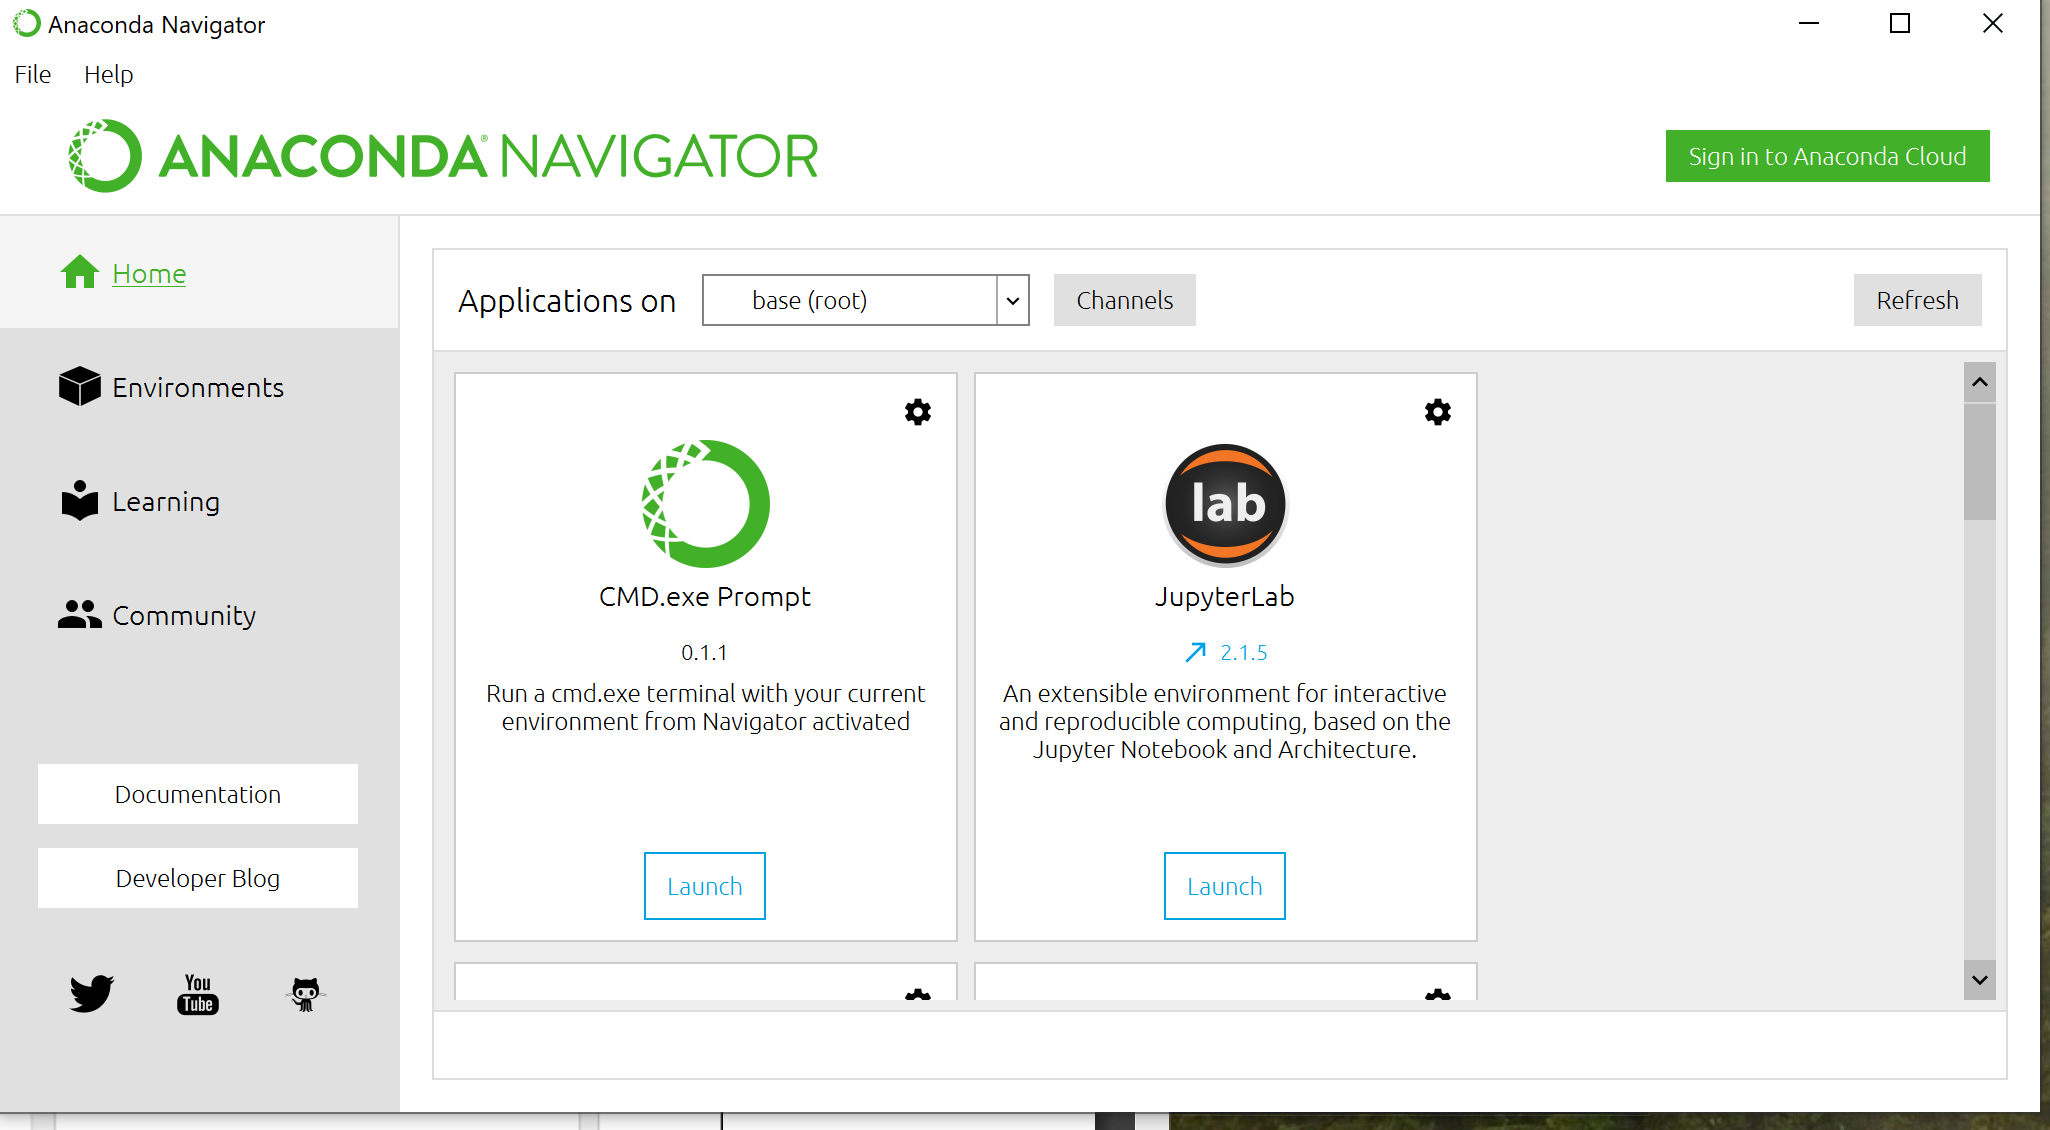 Anaconda Navigator
File Help
ANACONDA® NAVIGATOR
Sign in to Anaconda Cloud
Home
Environments
Learning
Community
Documentation
Developer Blog
You
Tube
Applications on base (root) Channels Refresh
lab
CMD.exe Prompt
0.1.1
Run a cmd.exe terminal with your current
environment from Navigator activated
Launch
JupyterLab
2.1.5
An extensible environment for interactive
and reproducible computing, based on the
Jupyter Notebook and Architecture.
Launch